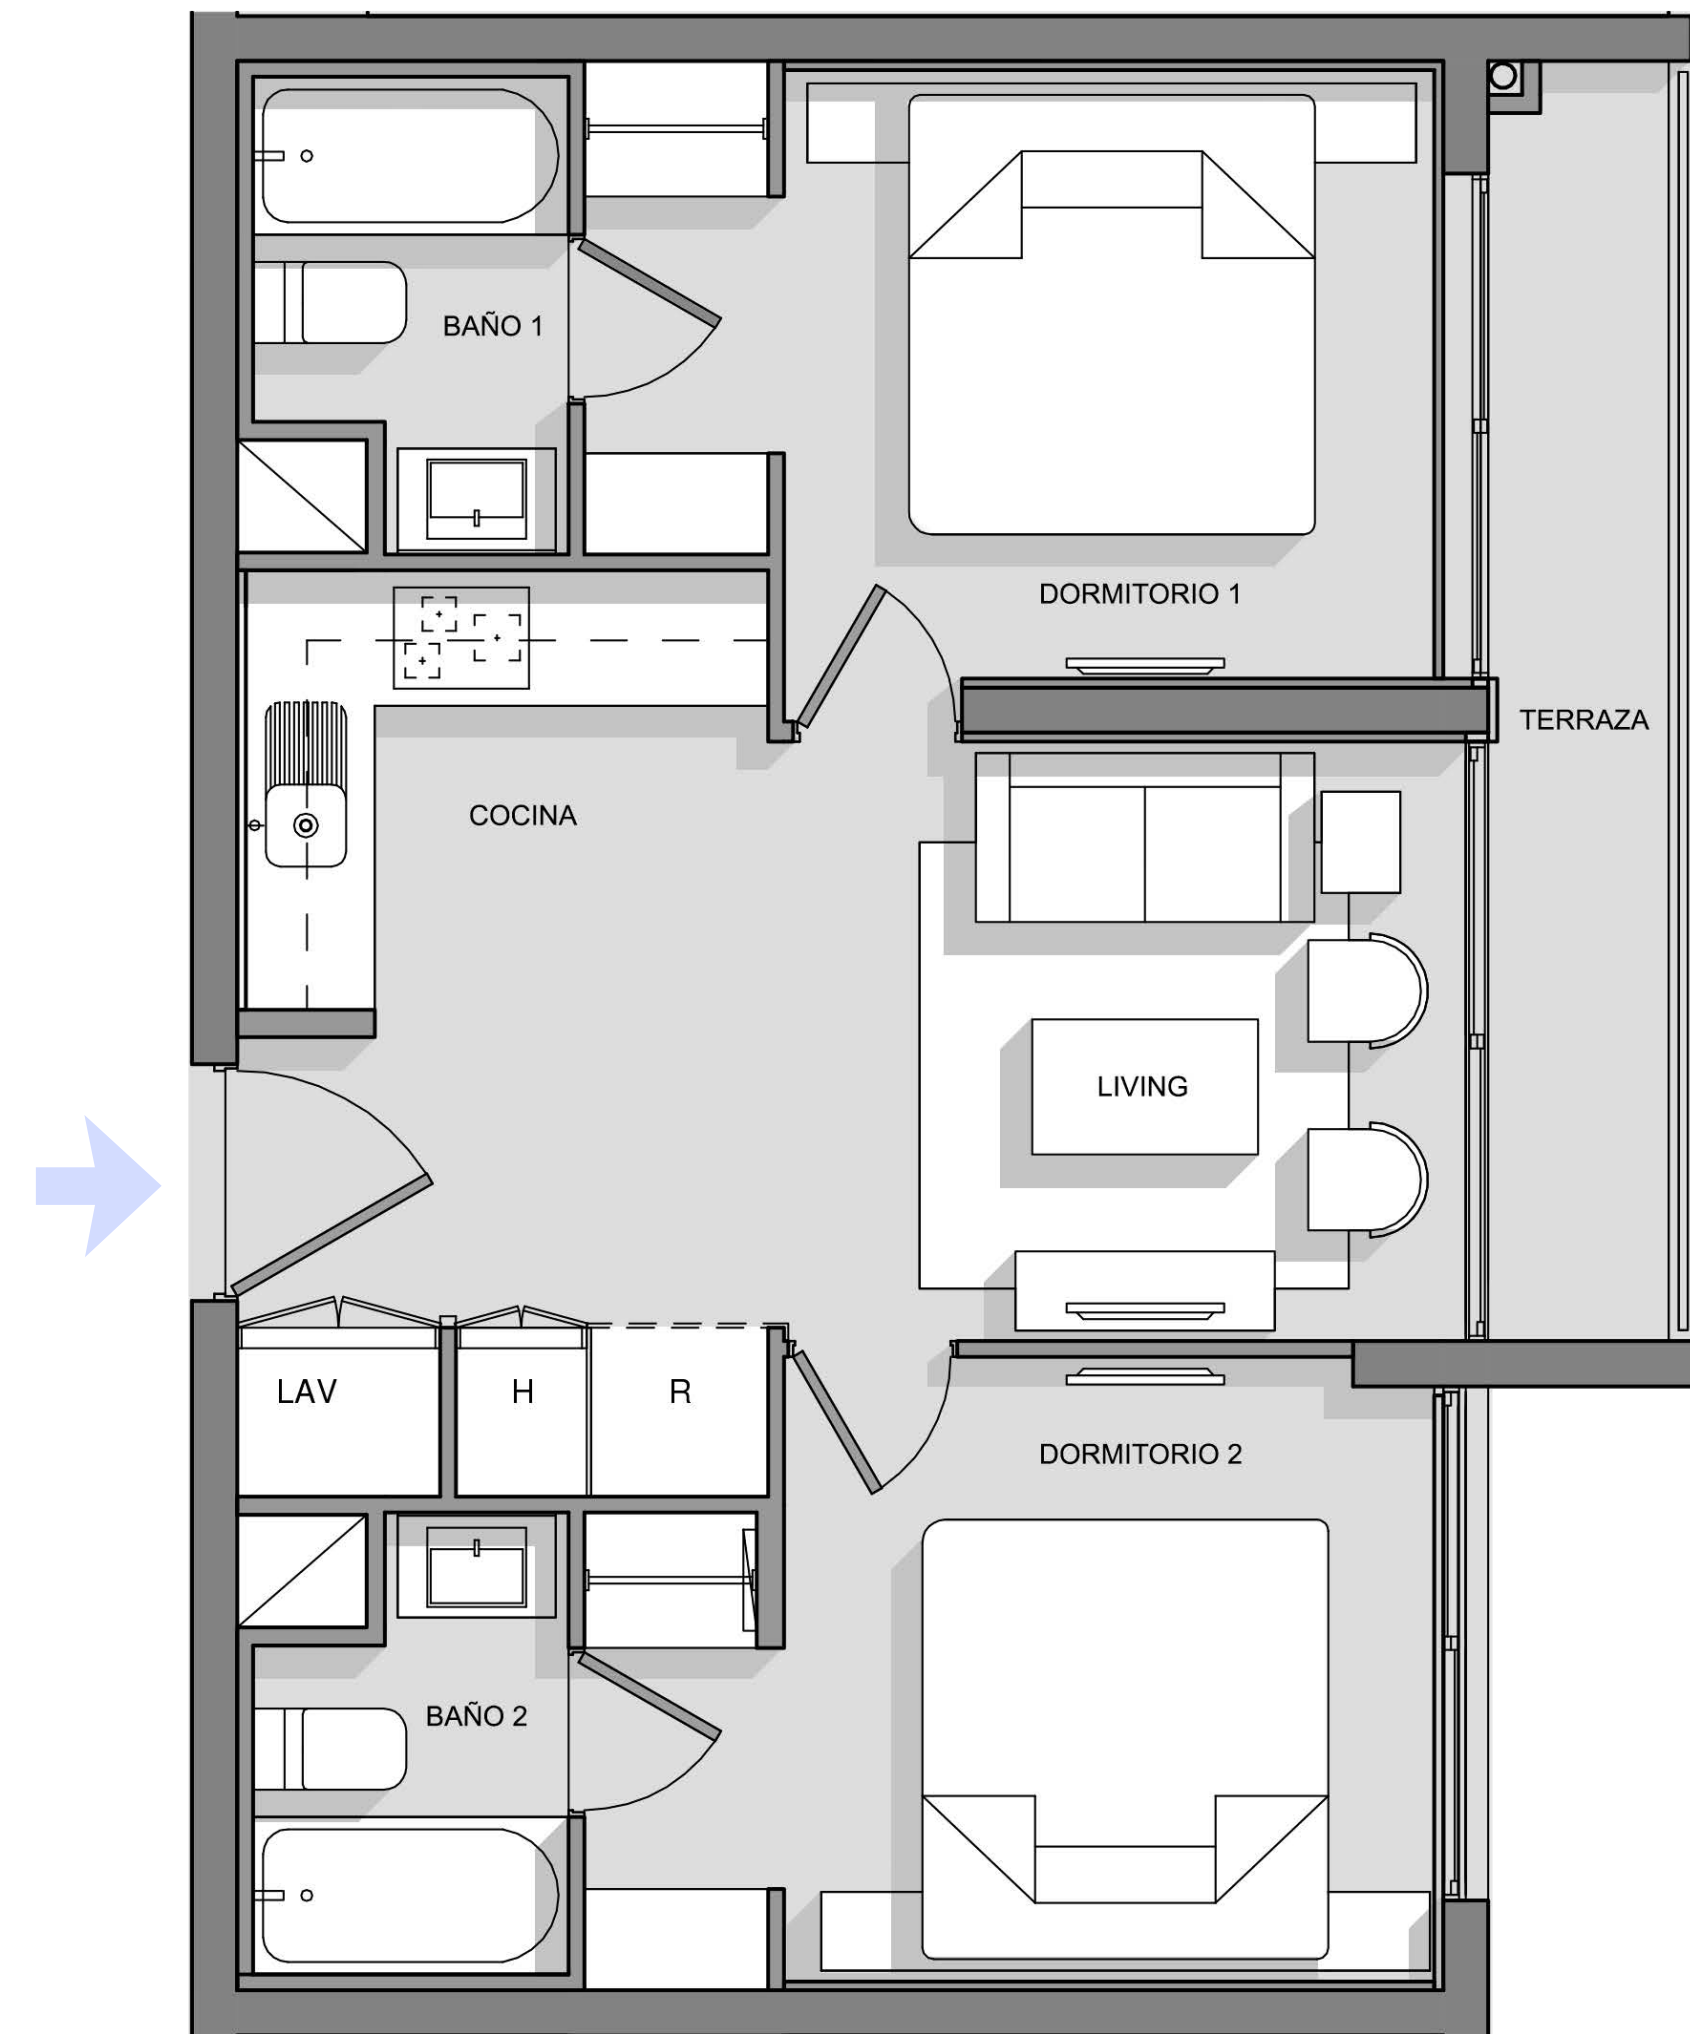 BAÑO 1
DORMITORIO 1
TERRAZA
COCINA
LIVING
LAV
H
R
DORMITORIO 2
BAÑO 2